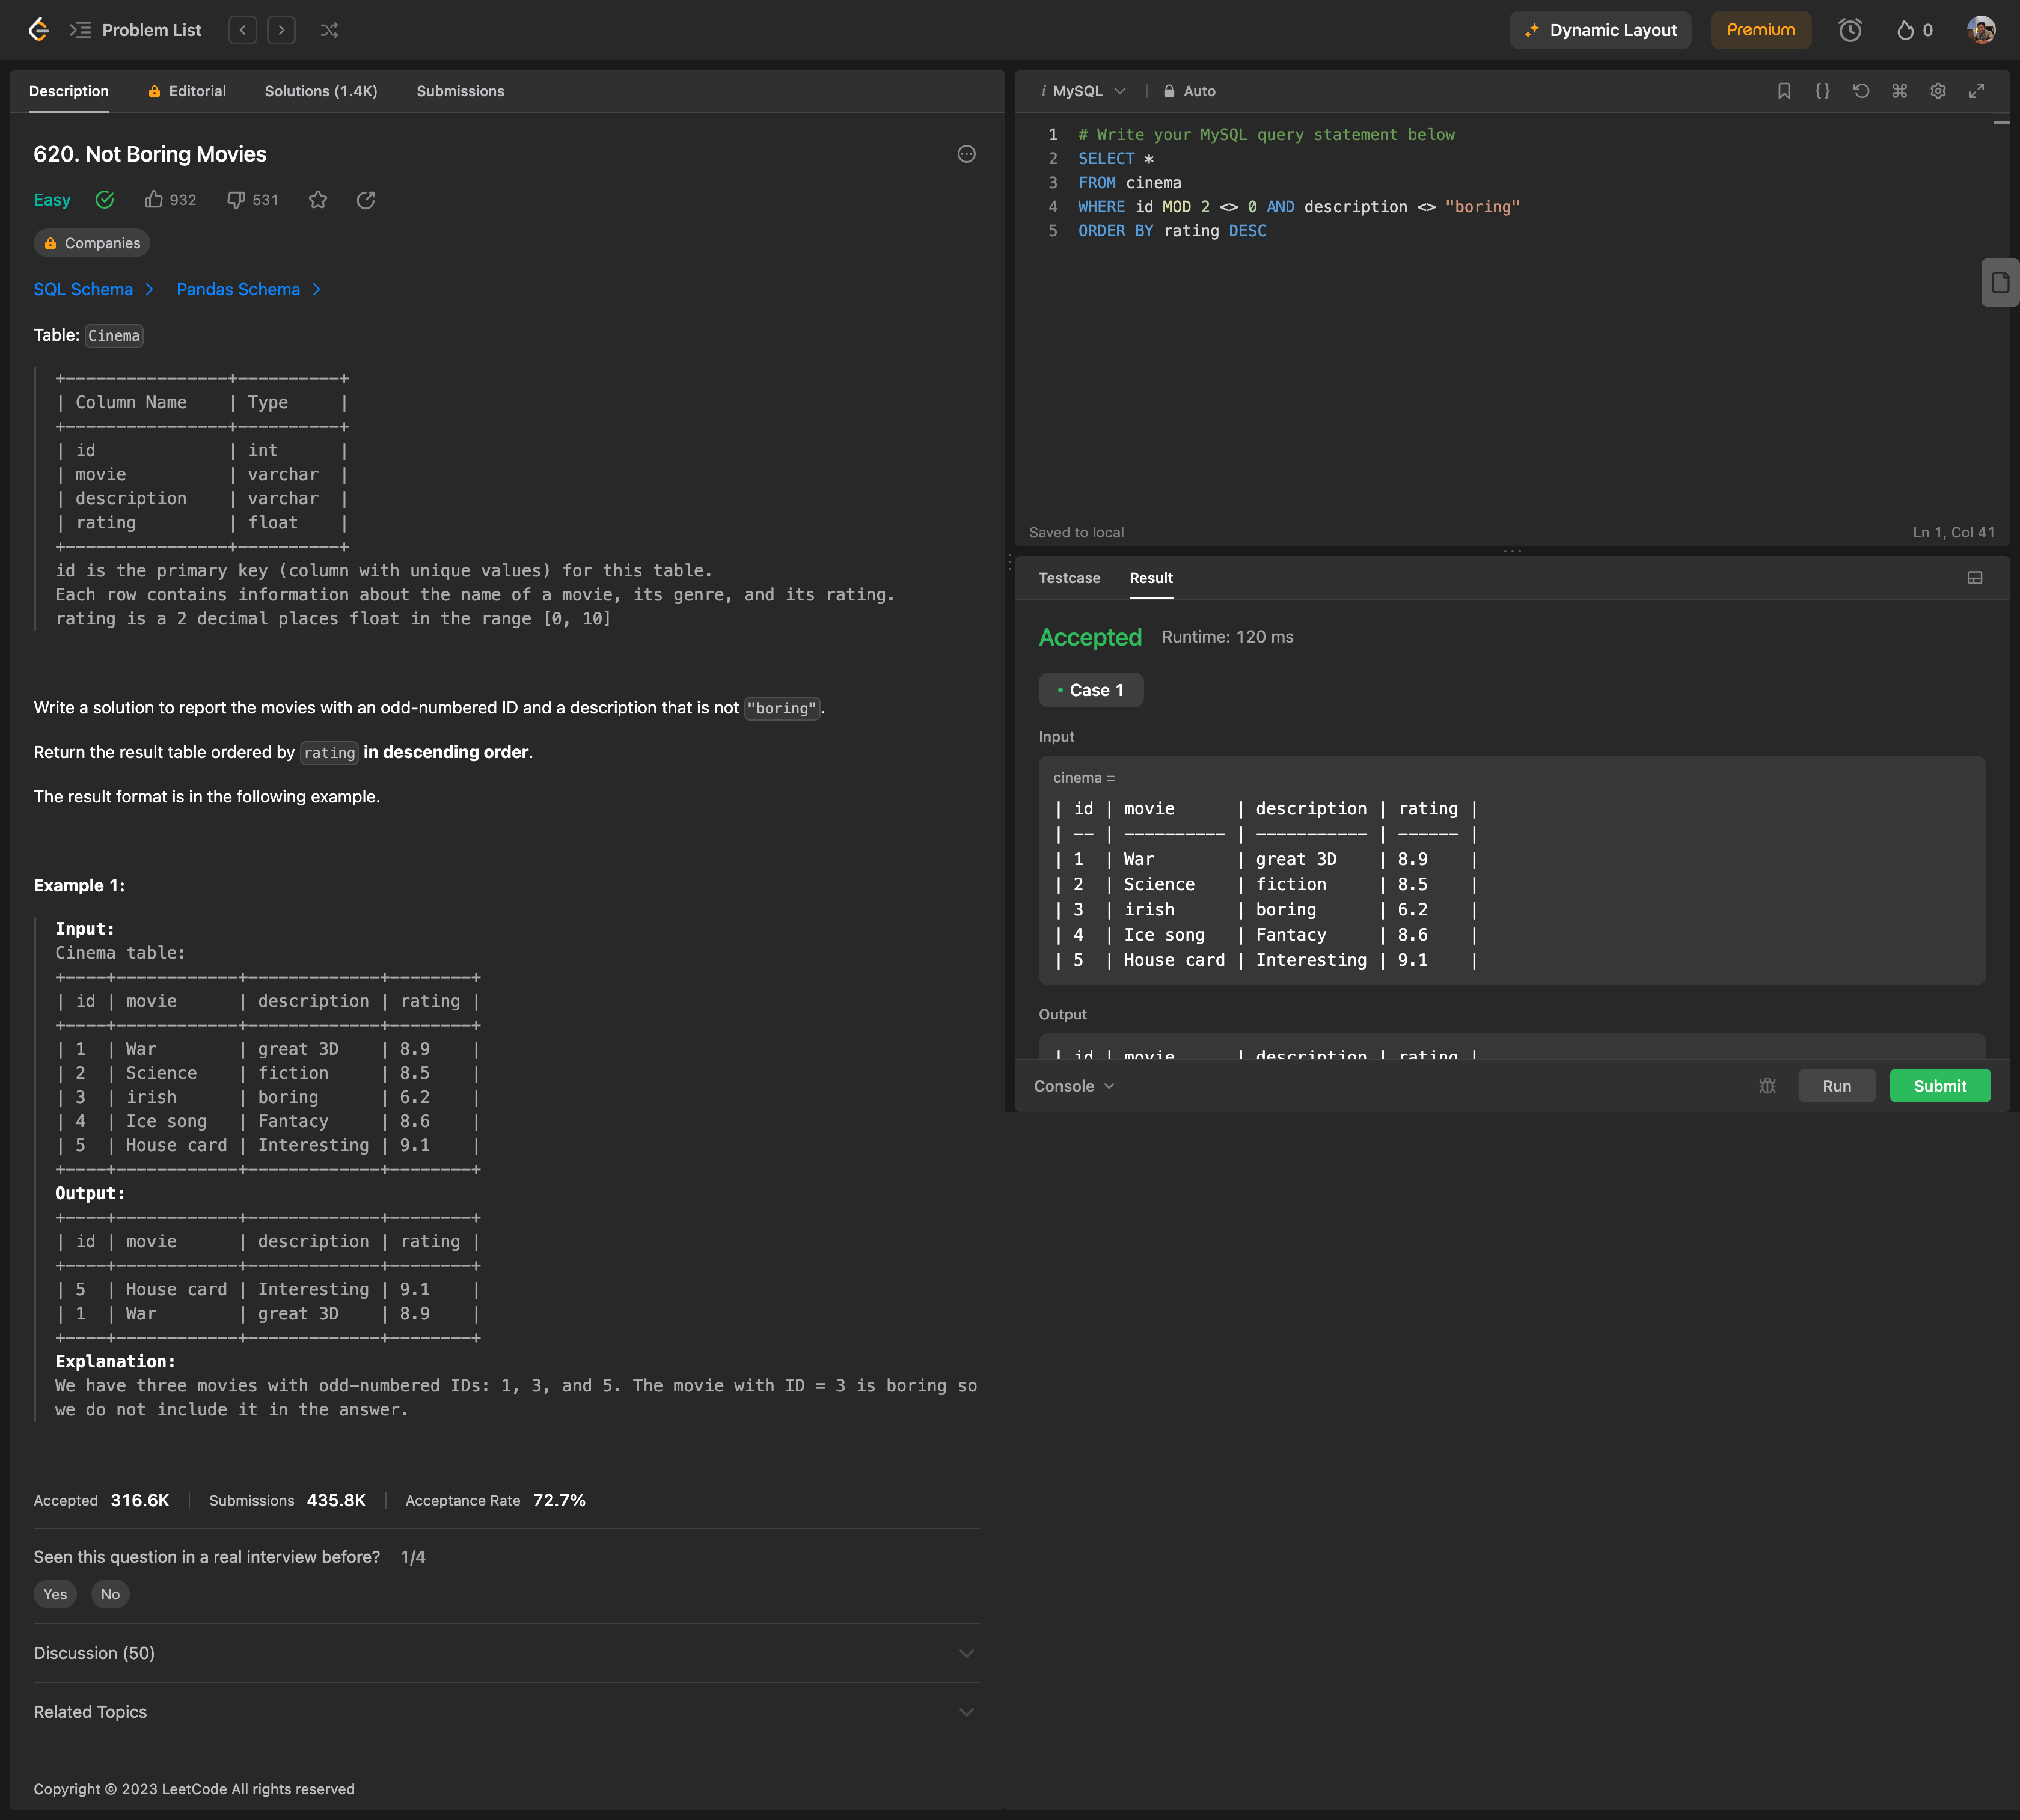 Problem List
Dynamic Layout
Premium
0
Description
Editorial
Solutions (1.4K)
Submissions
620. Not Boring Movies
Easy
932
531
Companies
SQL Schema
Pandas Schema
Table: Cinema
+----------------+----------+
| Column Name    | Type     |
+----------------+----------+
| id             | int      |
| movie          | varchar  |
| description    | varchar  |
| rating         | float    |
+----------------+----------+
id is the primary key (column with unique values) for this table.
Each row contains information about the name of a movie, its genre, and its rating.
rating is a 2 decimal places float in the range [0, 10]
Write a solution to report the movies with an odd-numbered ID and a description that is not "boring".
Return the result table ordered by rating in descending order.
The result format is in the following example.
Example 1:
Input:
Cinema table:
+----+------------+-------------+--------+
| id | movie      | description | rating |
+----+------------+-------------+--------+
| 1  | War        | great 3D    | 8.9    |
| 2  | Science    | fiction     | 8.5    |
| 3  | irish      | boring      | 6.2    |
| 4  | Ice song   | Fantacy     | 8.6    |
| 5  | House card | Interesting | 9.1    |
+----+------------+-------------+--------+
Output:
+----+------------+-------------+--------+
| id | movie      | description | rating |
+----+------------+-------------+--------+
| 5  | House card | Interesting | 9.1    |
| 1  | War        | great 3D    | 8.9    |
+----+------------+-------------+--------+
Explanation:
We have three movies with odd-numbered IDs: 1, 3, and 5. The movie with ID = 3 is boring so
we do not include it in the answer.
Accepted 316.6K
Submissions 435.8K
Acceptance Rate 72.7%
Seen this question in a real interview before? 1/4
Yes
No
Discussion (50)
Related Topics
Copyright © 2023 LeetCode All rights reserved
i MySQL
Auto
1 # Write your MySQL query statement below
2 SELECT *
3 FROM cinema
4 WHERE id MOD 2 <> 0 AND description <> "boring"
5 ORDER BY rating DESC
Saved to local
Ln 1, Col 41
Testcase
Result
Accepted
Runtime: 120 ms
• Case 1
Input
cinema =
| id | movie      | description | rating |
| -- | ---------- | ----------- | ------ |
| 1  | War        | great 3D    | 8.9    |
| 2  | Science    | fiction     | 8.5    |
| 3  | irish      | boring      | 6.2    |
| 4  | Ice song   | Fantacy     | 8.6    |
| 5  | House card | Interesting | 9.1    |
Output
| id | movie      | description | rating |
Console
Run
Submit